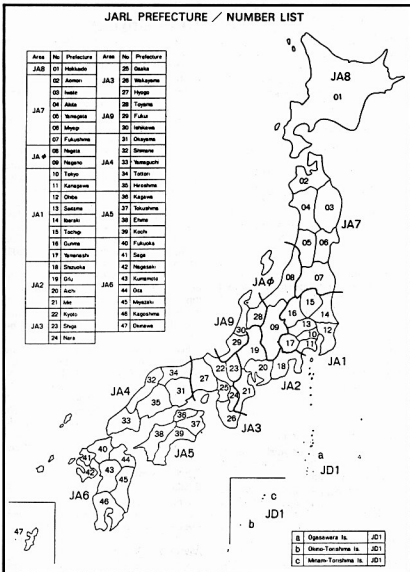 JARL PREFECTURE / NUMBER LIST
Area No Prefecture Area No Prefecture
JA8 01 Hokkaido JA3 25 Osaka
JA7 02 Aomori 26 Wakayama
03 Iwate 27 Hyogo
04 Akita JA9 28 Toyama
05 Yamagata 29 Fukui
06 Miyagi 30 Ishikawa
07 Fukushima JA4 31 Okayama
JAφ 08 Niigata 32 Shimane
09 Nagano 33 Yamaguchi
JA1 10 Tokyo 34 Tottori
11 Kanagawa 35 Hiroshima
12 Chiba JA5 36 Kagawa
13 Saitama 37 Tokushima
14 Ibaraki 38 Ehime
15 Tochigi 39 Kochi
16 Gunma JA6 40 Fukuoka
17 Yamanashi 41 Saga
JA2 18 Shizuoka 42 Nagasaki
19 Gifu 43 Kumamoto
20 Aichi 44 Oita
21 Mie 45 Miyazaki
JA3 22 Kyoto 46 Kagoshima
23 Shiga 47 Okinawa
24 Nara
JA8
01
02
04 03
JA7
05 06
JAφ
08 07
JA9 28 16 15
30 09 14
29 13
10
19 17 11 12
JA1
JA4 34 22 23 20 18
32 27 JA2
31 25 24 21
35
36 26 JA3
33 37
38 39
40 JA5
41 44
42 43 45
JA6
46
47
a
JD1
c
JD1
b
a Ogasawara Is. JD1
b Okino-Torishima Is. JD1
c Minami-Torishima Is. JD1